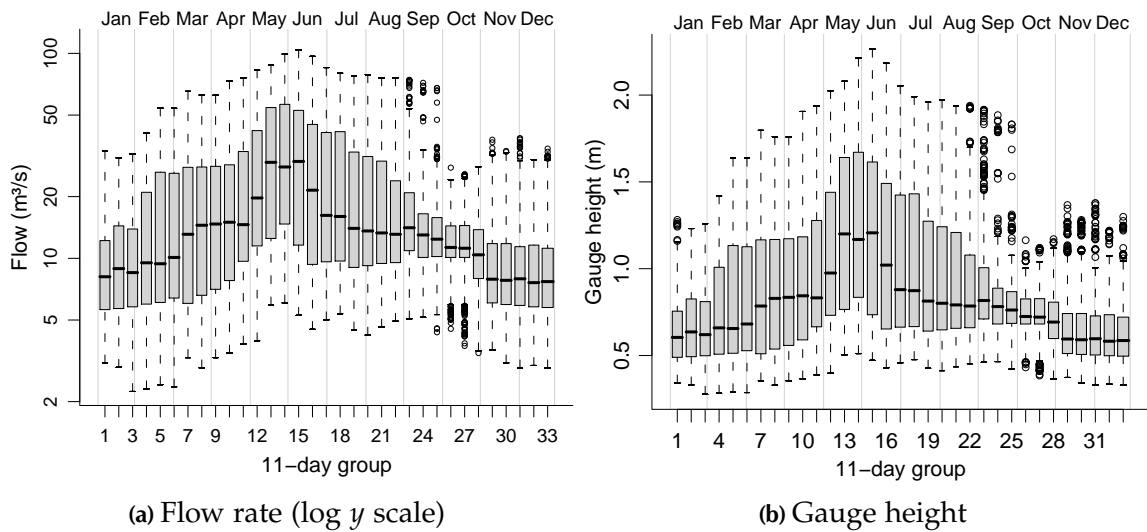 Jan Feb Mar Apr May Jun Jul Aug Sep Oct Nov Dec
100
50
20
10
5
2
Flow (m³/s)
1 3 5 7 9 12 15 18 21 24 27 30 33
11−day group
(a) Flow rate (log y scale)
Jan Feb Mar Apr May Jun Jul Aug Sep Oct Nov Dec
2.0
1.5
1.0
0.5
Gauge height (m)
1 4 7 10 13 16 19 22 25 28 31
11−day group
(b) Gauge height